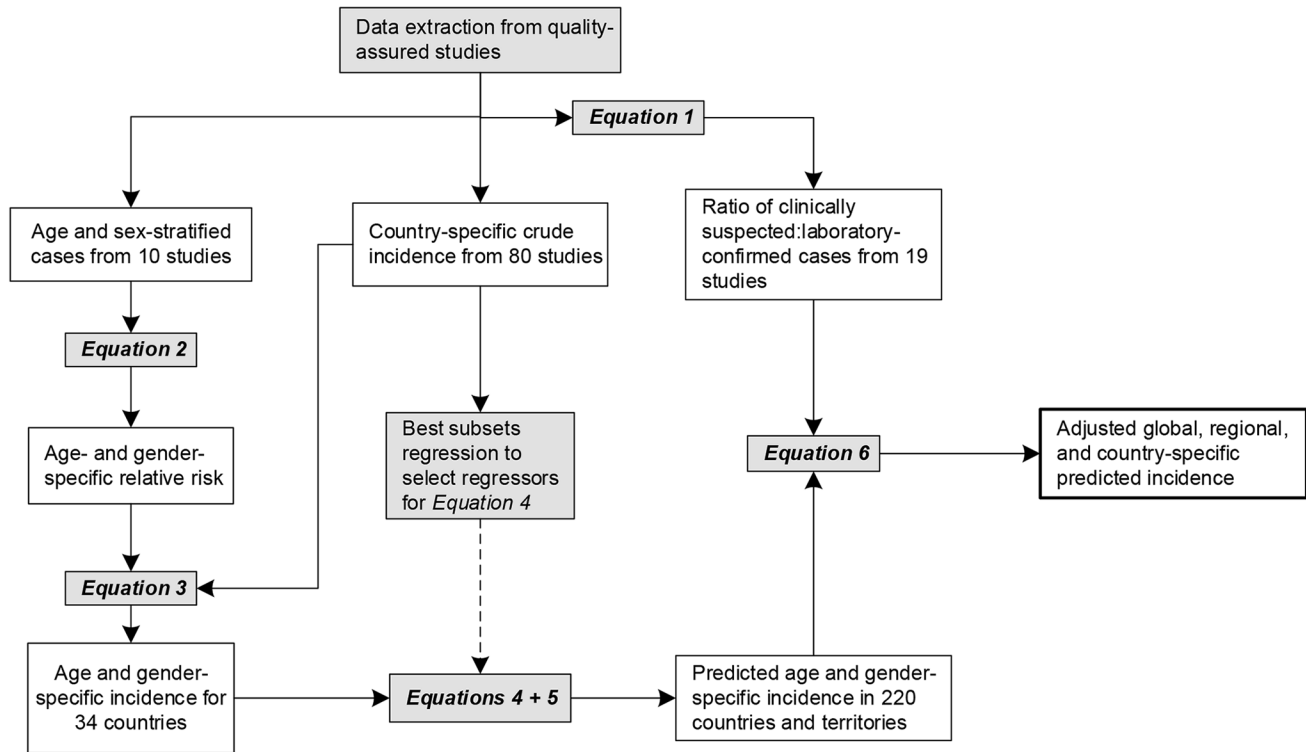 Data extraction from quality-
assured studies
Equation 1
Age and sex-stratified
cases from 10 studies
Country-specific crude
incidence from 80 studies
Ratio of clinically
suspected:laboratory-
confirmed cases from 19
studies
Equation 2
Age- and gender-
specific relative risk
Best subsets
regression to
select regressors
for Equation 4
Equation 6
Adjusted global, regional,
and country-specific
predicted incidence
Equation 3
Age and gender-
specific incidence for
34 countries
Equations 4 + 5
Predicted age and gender-
specific incidence in 220
countries and territories